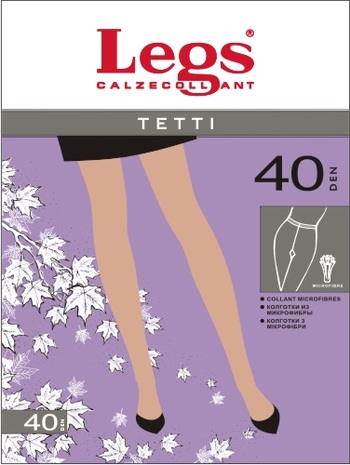 Legs®
CALZECOLLANT
TETTI
40 DEN
MICROFIBRE
● COLLANT MICROFIBRES
● КОЛГОТКИ ИЗ
МИКРОФИБРЫ
● КОЛГОТКИ З
МІКРОФІБРИ
40 DEN